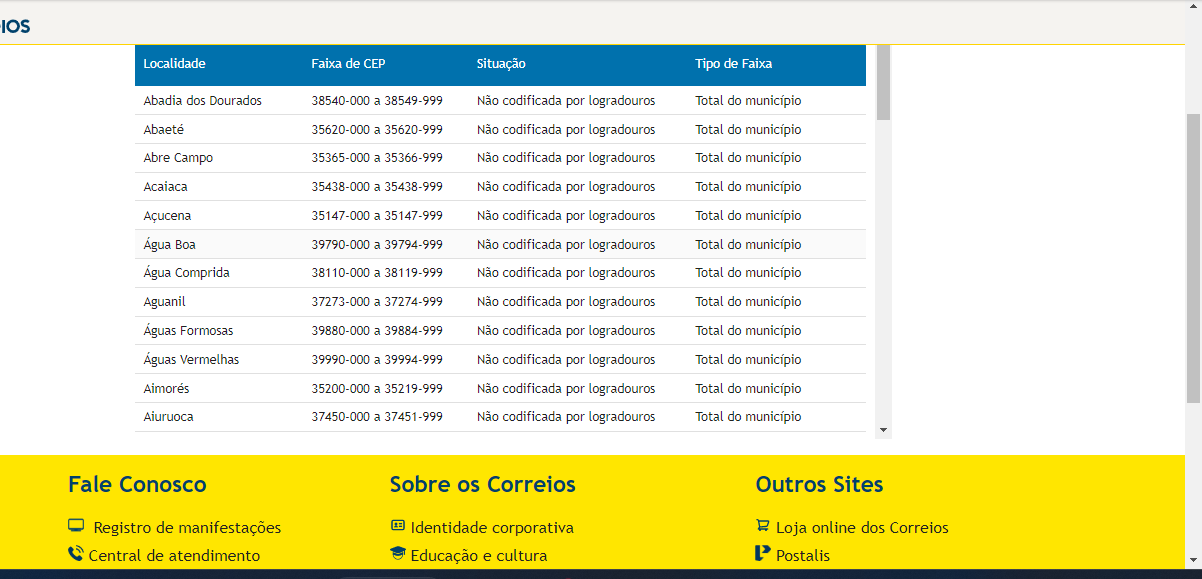 IOS
Localidade Faixa de CEP Situação Tipo de Faixa
Abadia dos Dourados 38540-000 a 38549-999 Não codificada por logradouros Total do município
Abaeté 35620-000 a 35620-999 Não codificada por logradouros Total do município
Abre Campo 35365-000 a 35366-999 Não codificada por logradouros Total do município
Acaiaca 35438-000 a 35438-999 Não codificada por logradouros Total do município
Açucena 35147-000 a 35147-999 Não codificada por logradouros Total do município
Água Boa 39790-000 a 39794-999 Não codificada por logradouros Total do município
Água Comprida 38110-000 a 38119-999 Não codificada por logradouros Total do município
Aguanil 37273-000 a 37274-999 Não codificada por logradouros Total do município
Águas Formosas 39880-000 a 39884-999 Não codificada por logradouros Total do município
Águas Vermelhas 39990-000 a 39994-999 Não codificada por logradouros Total do município
Aimorés 35200-000 a 35219-999 Não codificada por logradouros Total do município
Aiuruoca 37450-000 a 37451-999 Não codificada por logradouros Total do município
Fale Conosco Sobre os Correios Outros Sites
Registro de manifestações Identidade corporativa Loja online dos Correios
Central de atendimento Educação e cultura Postalis